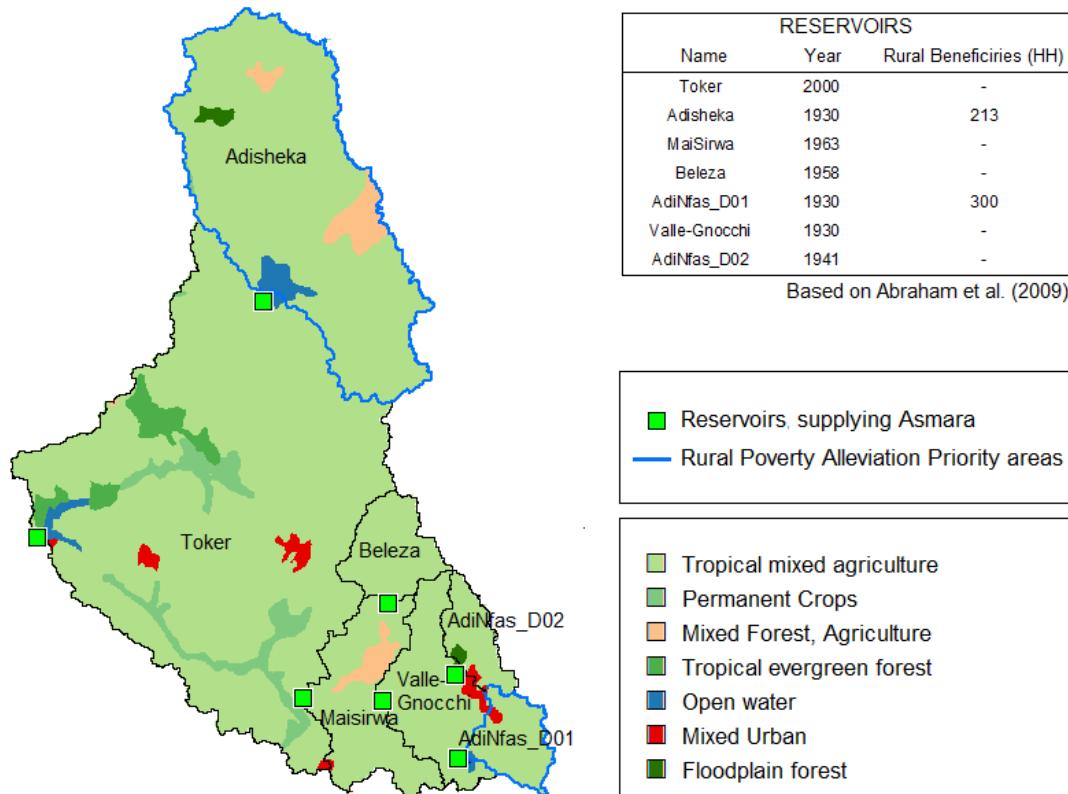 RESERVOIRS
Name Year Rural Beneficiries (HH)
Toker 2000 -
Adisheka 1930 213
MaiSirwa 1963 -
Beleza 1958 -
AdiNfas_D01 1930 300
Valle-Gnocchi 1930 -
AdiNfas_D02 1941 -
Based on Abraham et al. (2009)
Reservoirs, supplying Asmara
Rural Poverty Alleviation Priority areas
Tropical mixed agriculture
Permanent Crops
Mixed Forest, Agriculture
Tropical evergreen forest
Open water
Mixed Urban
Floodplain forest
Adisheka
Toker
Beleza
AdiNfas_D02
Valle-
Gnocchi
Maisirwa
AdiNfas_D01